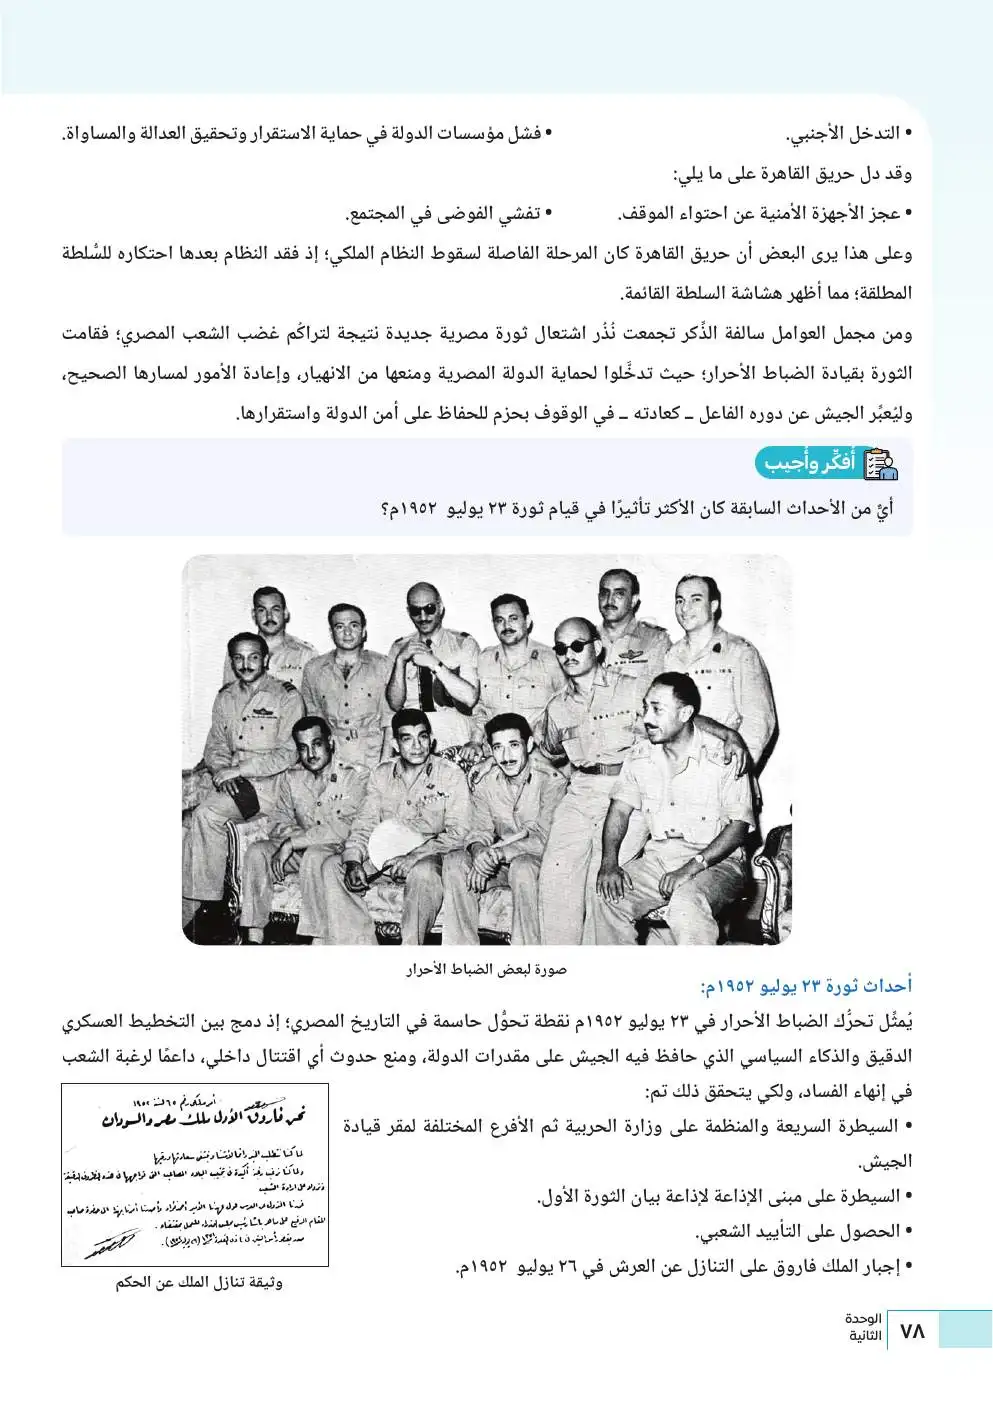 • التدخل الأجنبي. • فشل مؤسسات الدولة في حماية الاستقرار وتحقيق العدالة والمساواة.
وقد دل حريق القاهرة على ما يلي:
• عجز الأجهزة الأمنية عن احتواء الموقف. • تفشي الفوضى في المجتمع.
وعلى هذا يرى البعض أن حريق القاهرة كان المرحلة الفاصلة لسقوط النظام الملكي؛ إذ فقد النظام بعدها احتكاره للسُّلطة
المطلقة؛ مما أظهر هشاشة السلطة القائمة.
ومن مجمل العوامل سالفة الذِّكر تجمعت نُذُر اشتعال ثورة مصرية جديدة نتيجة لتراكُم غضب الشعب المصري؛ فقامت
الثورة بقيادة الضباط الأحرار؛ حيث تدخَّلوا لحماية الدولة المصرية ومنعها من الانهيار، وإعادة الأمور لمسارها الصحيح،
وليُعبِّر الجيش عن دوره الفاعل ــ كعادته ــ في الوقوف بحزم للحفاظ على أمن الدولة واستقرارها.
أفكِّر وأجيب
أيٌّ من الأحداث السابقة كان الأكثر تأثيرًا في قيام ثورة ٢٣ يوليو ١٩٥٢م؟
صورة لبعض الضباط الأحرار
أحداث ثورة ٢٣ يوليو ١٩٥٢م:
يُمثِّل تحرُّك الضباط الأحرار في ٢٣ يوليو ١٩٥٢م نقطة تحوُّل حاسمة في التاريخ المصري؛ إذ دمج بين التخطيط العسكري
الدقيق والذكاء السياسي الذي حافظ فيه الجيش على مقدرات الدولة، ومنع حدوث أي اقتتال داخلي، داعمًا لرغبة الشعب
في إنهاء الفساد، ولكي يتحقق ذلك تم:
• السيطرة السريعة والمنظمة على وزارة الحربية ثم الأفرع المختلفة لمقر قيادة
الجيش.
• السيطرة على مبنى الإذاعة لإذاعة بيان الثورة الأول.
• الحصول على التأييد الشعبي.
• إجبار الملك فاروق على التنازل عن العرش في ٢٦ يوليو ١٩٥٢م.
أمر ملكي رقم ٦٥ لسنة ١٩٥٢
نحن فاروق الأول ملك مصر والسودان
وثيقة تنازل الملك عن الحكم
الوحدة
الثانية
٧٨